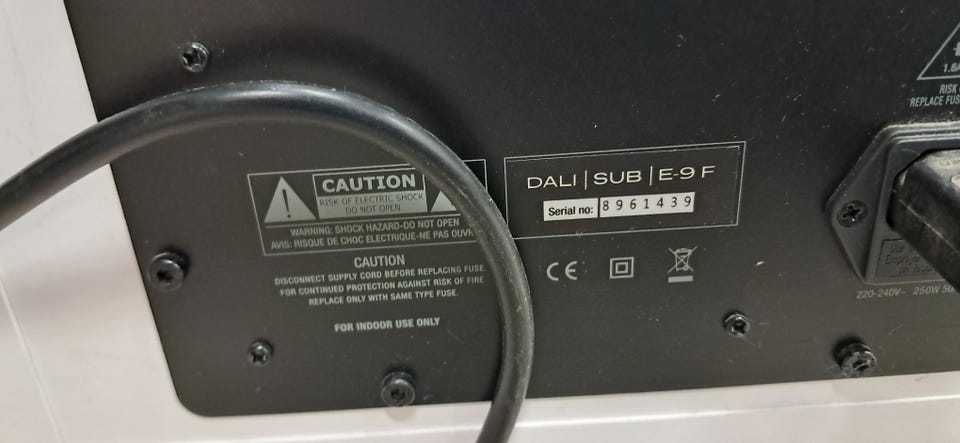 CAUTION
RISK OF ELECTRIC SHOCK
DO NOT OPEN
WARNING: SHOCK HAZARD-DO NOT OPEN
AVIS: RISQUE DE CHOC ELECTRIQUE-NE PAS OUVR
CAUTION
DISCONNECT SUPPLY CORD BEFORE REPLACING FUSE.
FOR CONTINUED PROTECTION AGAINST RISK OF FIRE
REPLACE ONLY WITH SAME TYPE FUSE.
FOR INDOOR USE ONLY
DALI | SUB | E-9 F
Serial no: 8961439
CE
RISK
REPLACE FUS
Employer
220-240V~ 250W